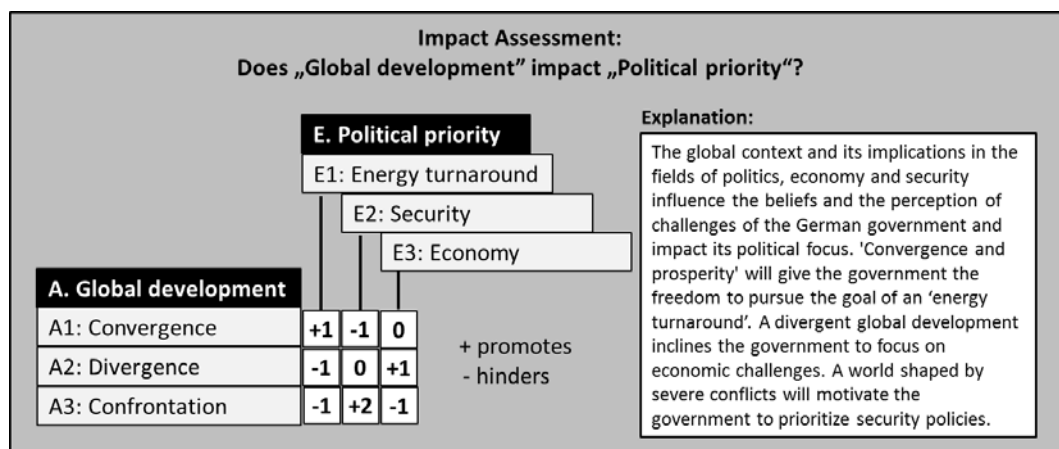 Impact Assessment:
Does „Global development” impact „Political priority“?
E. Political priority
E1: Energy turnaround
E2: Security
E3: Economy
A. Global development
A1: Convergence +1 -1 0
A2: Divergence -1 0 +1
A3: Confrontation -1 +2 -1
+ promotes
- hinders
Explanation:
The global context and its implications in the
fields of politics, economy and security
influence the beliefs and the perception of
challenges of the German government and
impact its political focus. 'Convergence and
prosperity' will give the government the
freedom to pursue the goal of an ‘energy
turnaround’. A divergent global development
inclines the government to focus on
economic challenges. A world shaped by
severe conflicts will motivate the
government to prioritize security policies.